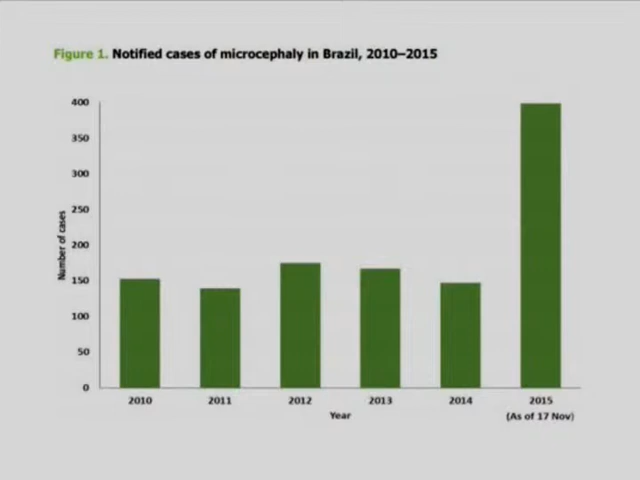 Figure 1. Notified cases of microcephaly in Brazil, 2010–2015
400
350
300
250
200
150
100
50
0
Number of cases
2010 2011 2012 2013 2014 2015
(As of 17 Nov)
Year